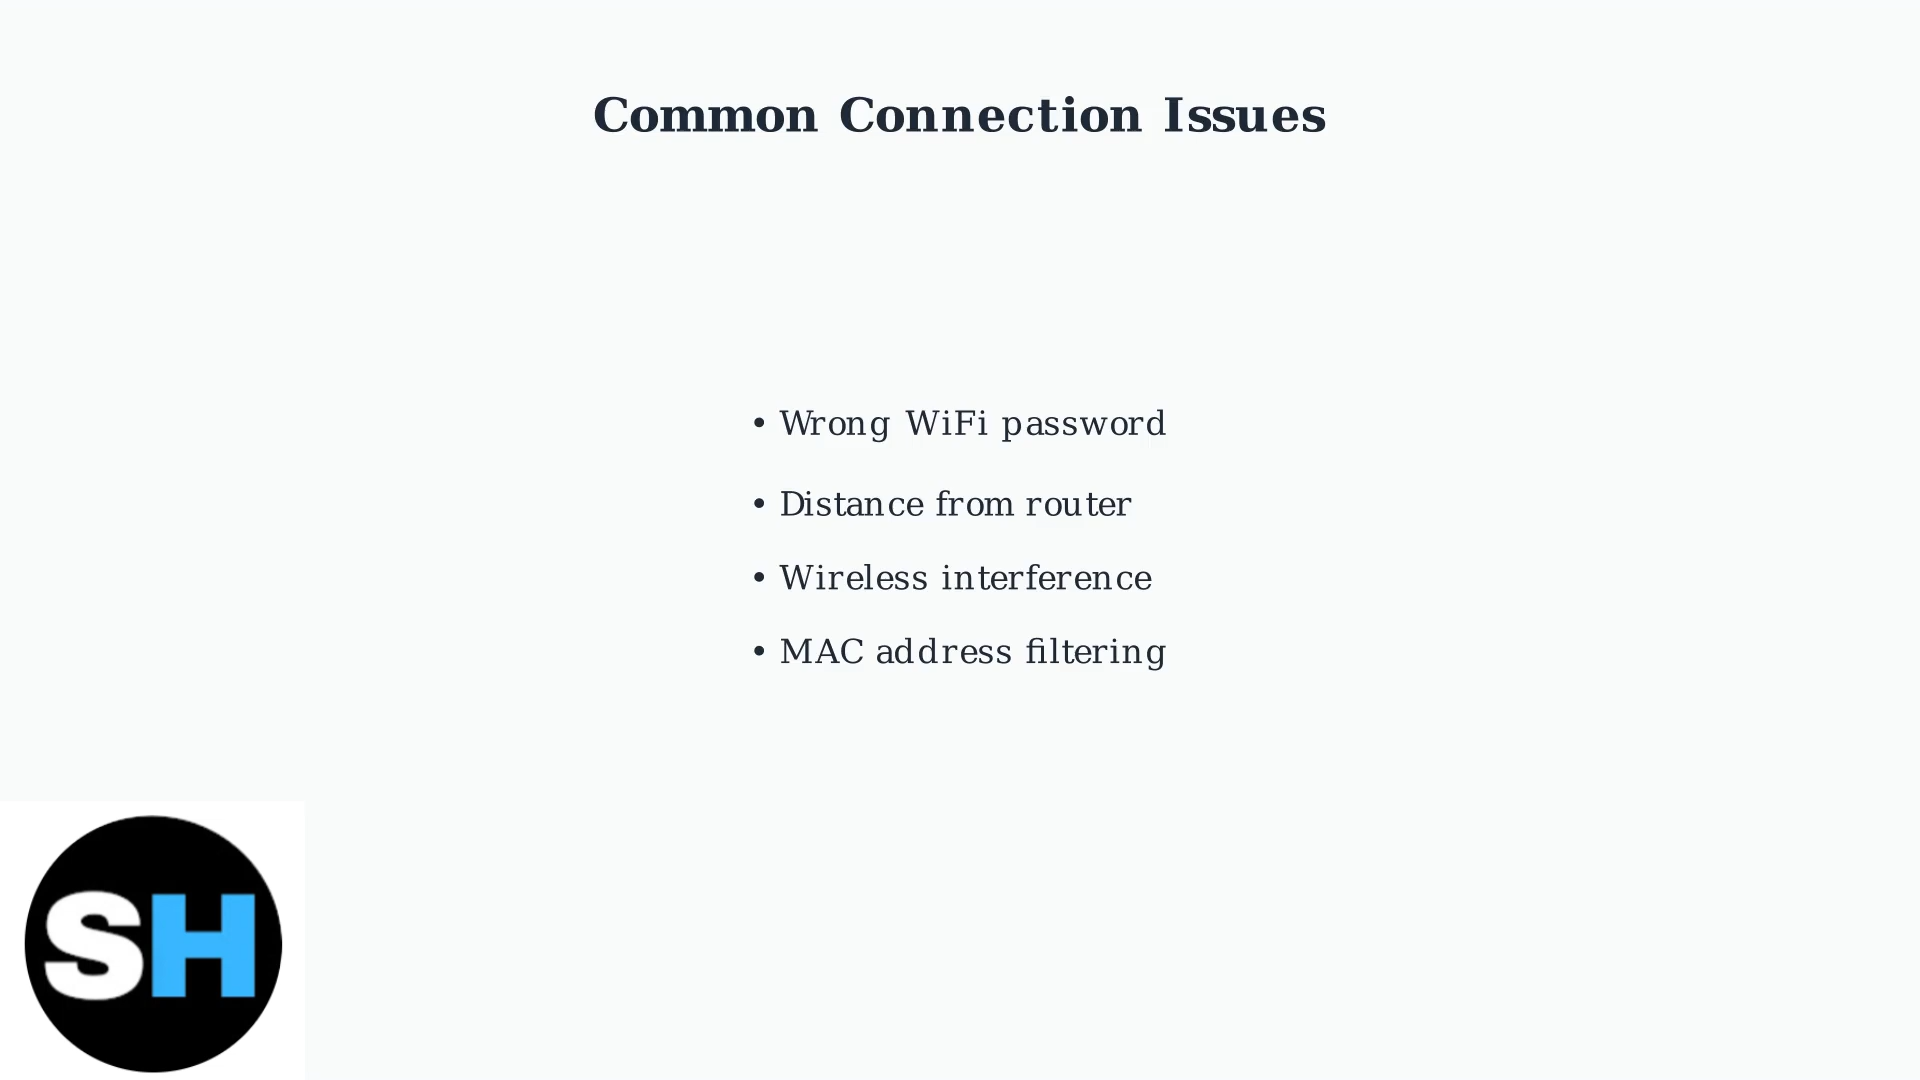 Common Connection Issues
• Wrong WiFi password
• Distance from router
• Wireless interference
• MAC address filtering
SH